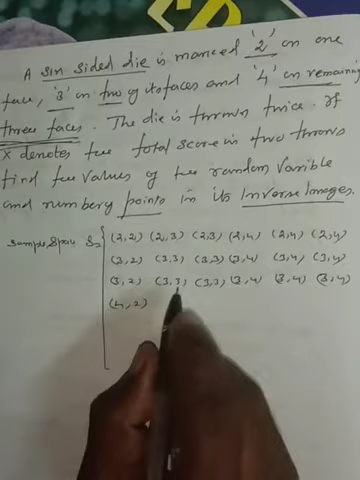 A six sided die is marked '2' on one
face, '3' on two of its faces and '4' on remaining
three faces. The die is thrown twice. If
X denotes the total score in two throws
find the values of the random varible
and number of points in its Inverse Images.
Sample Space S= (2,2) (2,3) (2,3) (2,4) (2,4) (2,4)
(3,2) (3,3) (3,3) (3,4) (3,4) (3,4)
(3,2) (3,3) (3,3) (3,4) (3,4) (3,4)
(4,2)